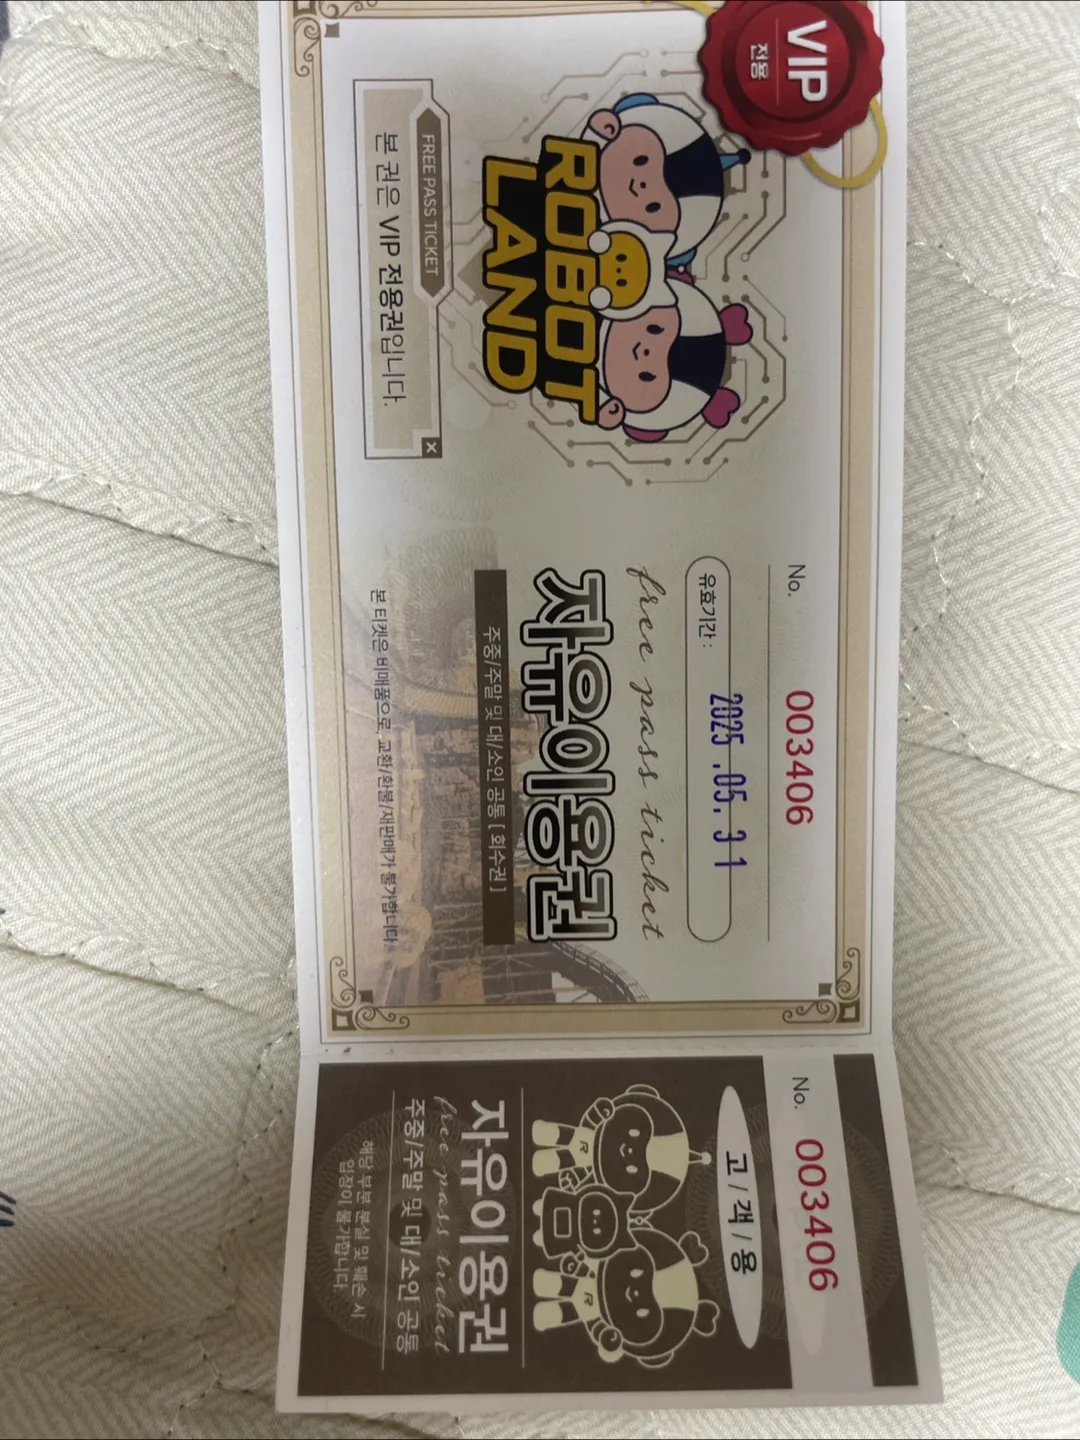 VIP
전용
ROBOT
LAND
FREE PASS TICKET
본 권은 VIP 전용권입니다.
No. 003406
유효기간 : 2025 .05. 31
free pass ticket
자유이용권
주중/주말 및 대/소인 공통 [ 회수권 ]
본 티켓은 비매품으로, 교환/환불/재판매가 불가합니다.
No. 003406
고 / 객 / 용
R
R
자유이용권
free pass ticket
주중/주말 및 대/소인 공통
해당 부분 분실 및 훼손 시
입장이 불가합니다.